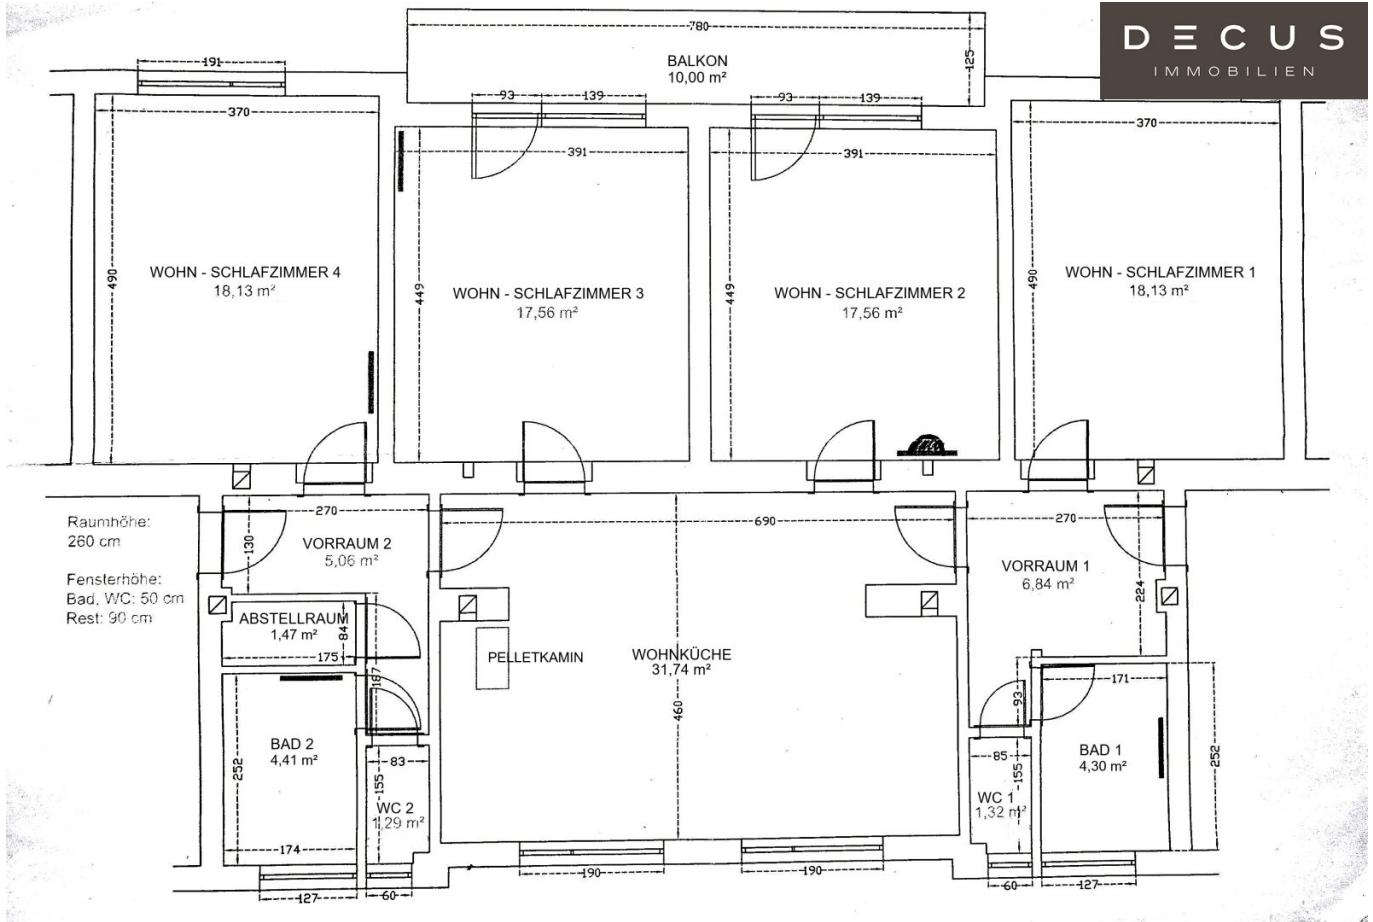 DECUS
IMMOBILIEN
780
BALKON
10,00 m²
125
191
93
139
93
139
370
391
391
370
490
WOHN - SCHLAFZIMMER 4
18,13 m²
449
WOHN - SCHLAFZIMMER 3
17,56 m²
449
WOHN - SCHLAFZIMMER 2
17,56 m²
490
WOHN - SCHLAFZIMMER 1
18,13 m²
Raumhöhe:
260 cm
Fensterhöhe:
Bad, WC: 50 cm
Rest: 90 cm
270
130
VORRAUM 2
5,06 m²
690
270
VORRAUM 1
6,84 m²
224
ABSTELLRAUM
1,47 m²
84
175
187
PELLETKAMIN
WOHNKÜCHE
31,74 m²
460
93
171
BAD 2
4,41 m²
252
174
83
155
WC 2
1,29 m²
85
155
WC 1
1,32 m²
BAD 1
4,30 m²
252
127
60
190
190
60
127